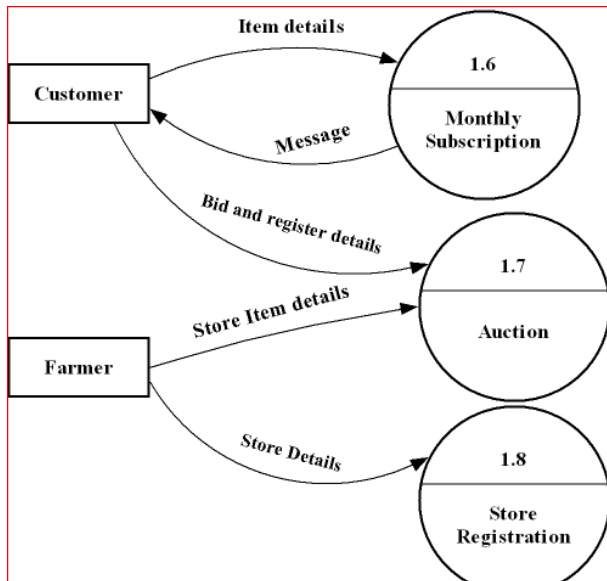 Item details
1.6
Customer
Monthly
Subscription
Message
Bid and register details
1.7
Store Item details
Auction
Farmer
Store Details
1.8
Store
Registration